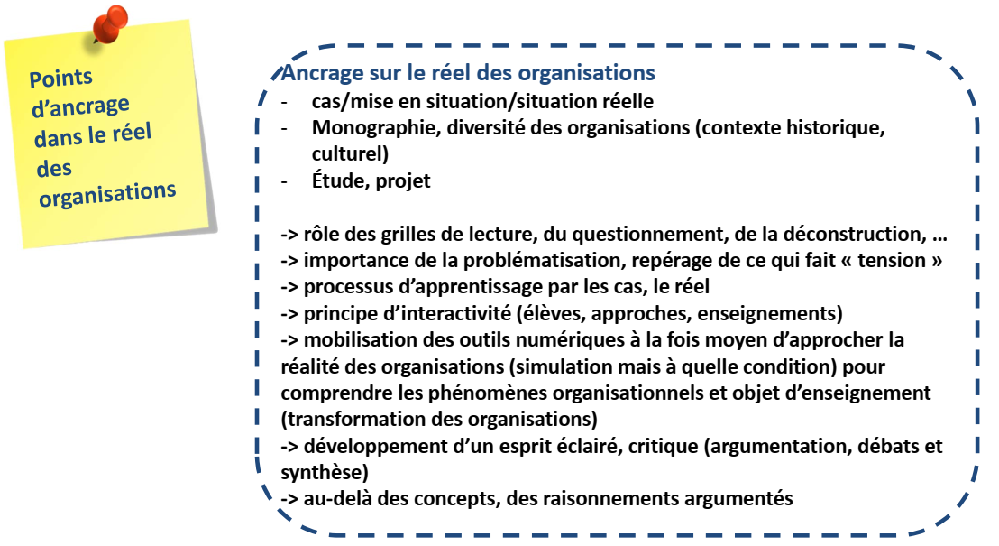 Points
d’ancrage
dans le réel
des
organisations
Ancrage sur le réel des organisations
- cas/mise en situation/situation réelle
- Monographie, diversité des organisations (contexte historique,
culturel)
- Étude, projet
-> rôle des grilles de lecture, du questionnement, de la déconstruction, ...
-> importance de la problématisation, repérage de ce qui fait « tension »
-> processus d’apprentissage par les cas, le réel
-> principe d’interactivité (élèves, approches, enseignements)
-> mobilisation des outils numériques à la fois moyen d’approcher la
réalité des organisations (simulation mais à quelle condition) pour
comprendre les phénomènes organisationnels et objet d’enseignement
(transformation des organisations)
-> développement d’un esprit éclairé, critique (argumentation, débats et
synthèse)
-> au-delà des concepts, des raisonnements argumentés